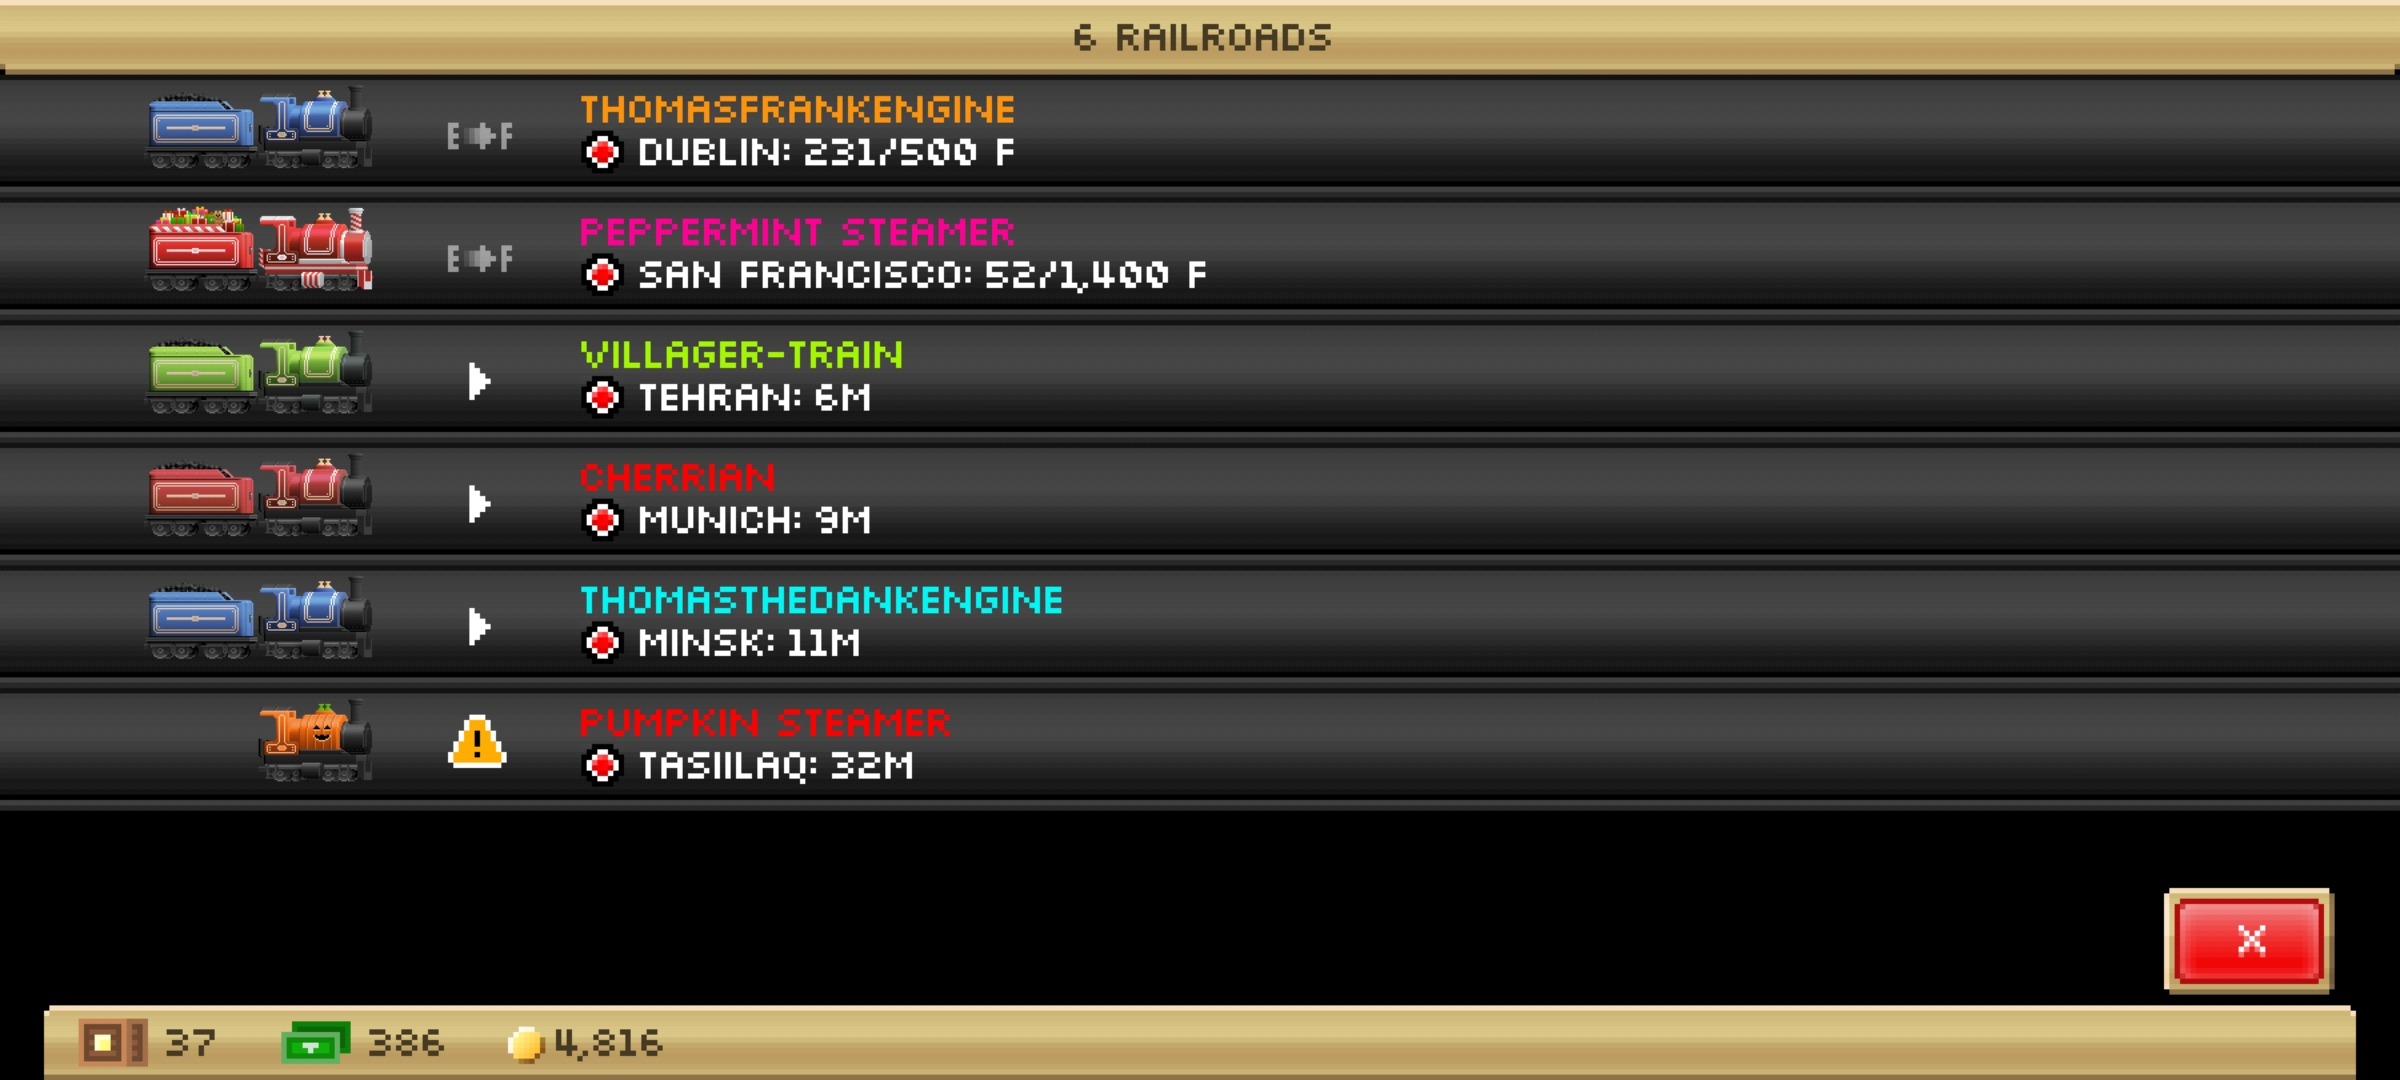 6 RAILROADS
THOMASFRANKENGINE
E F
DUBLIN: 231/500 F
PEPPERMINT STEAMER
E F
SAN FRANCISCO: 52/1,400 F
VILLAGER-TRAIN
TEHRAN: 6M
CHERRIAN
MUNICH: 9M
THOMASTHEDANKENGINE
MINSK: 11M
PUMPKIN STEAMER
!
TASIILAQ: 32M
X
37 386 4,816